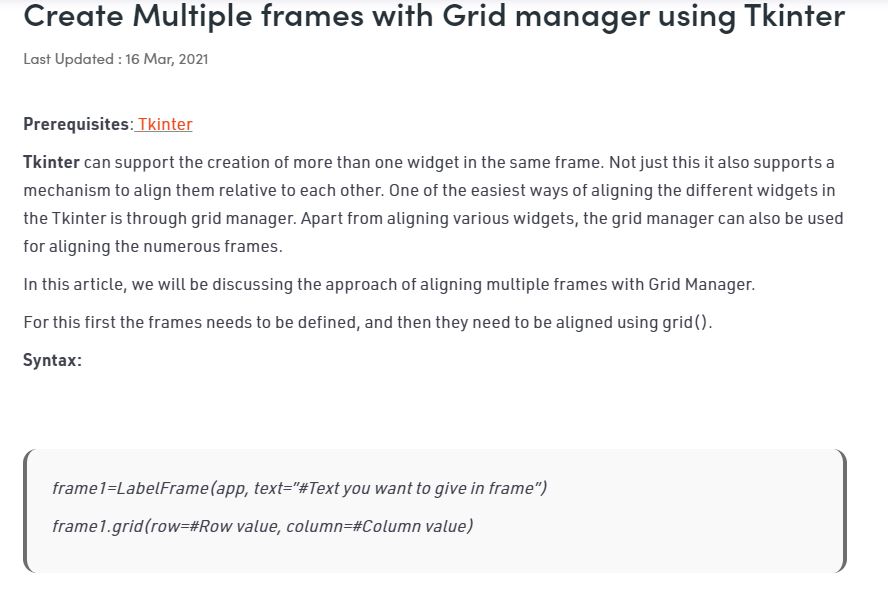 Create Multiple frames with Grid manager using Tkinter
Last Updated : 16 Mar, 2021
Prerequisites: Tkinter
Tkinter can support the creation of more than one widget in the same frame. Not just this it also supports a
mechanism to align them relative to each other. One of the easiest ways of aligning the different widgets in
the Tkinter is through grid manager. Apart from aligning various widgets, the grid manager can also be used
for aligning the numerous frames.
In this article, we will be discussing the approach of aligning multiple frames with Grid Manager.
For this first the frames needs to be defined, and then they need to be aligned using grid().
Syntax:
frame1=LabelFrame(app, text=”#Text you want to give in frame”)
frame1.grid(row=#Row value, column=#Column value)